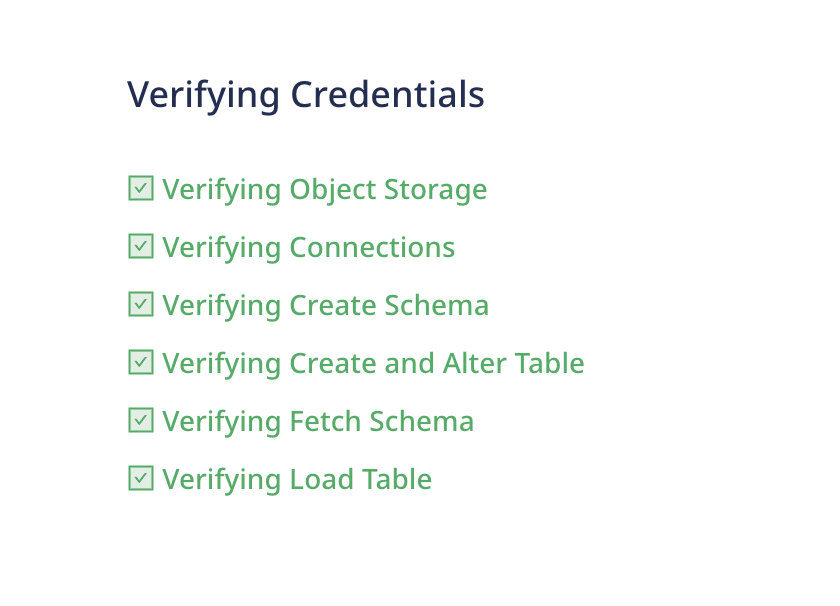 Verifying Credentials
Verifying Object Storage
Verifying Connections
Verifying Create Schema
Verifying Create and Alter Table
Verifying Fetch Schema
Verifying Load Table